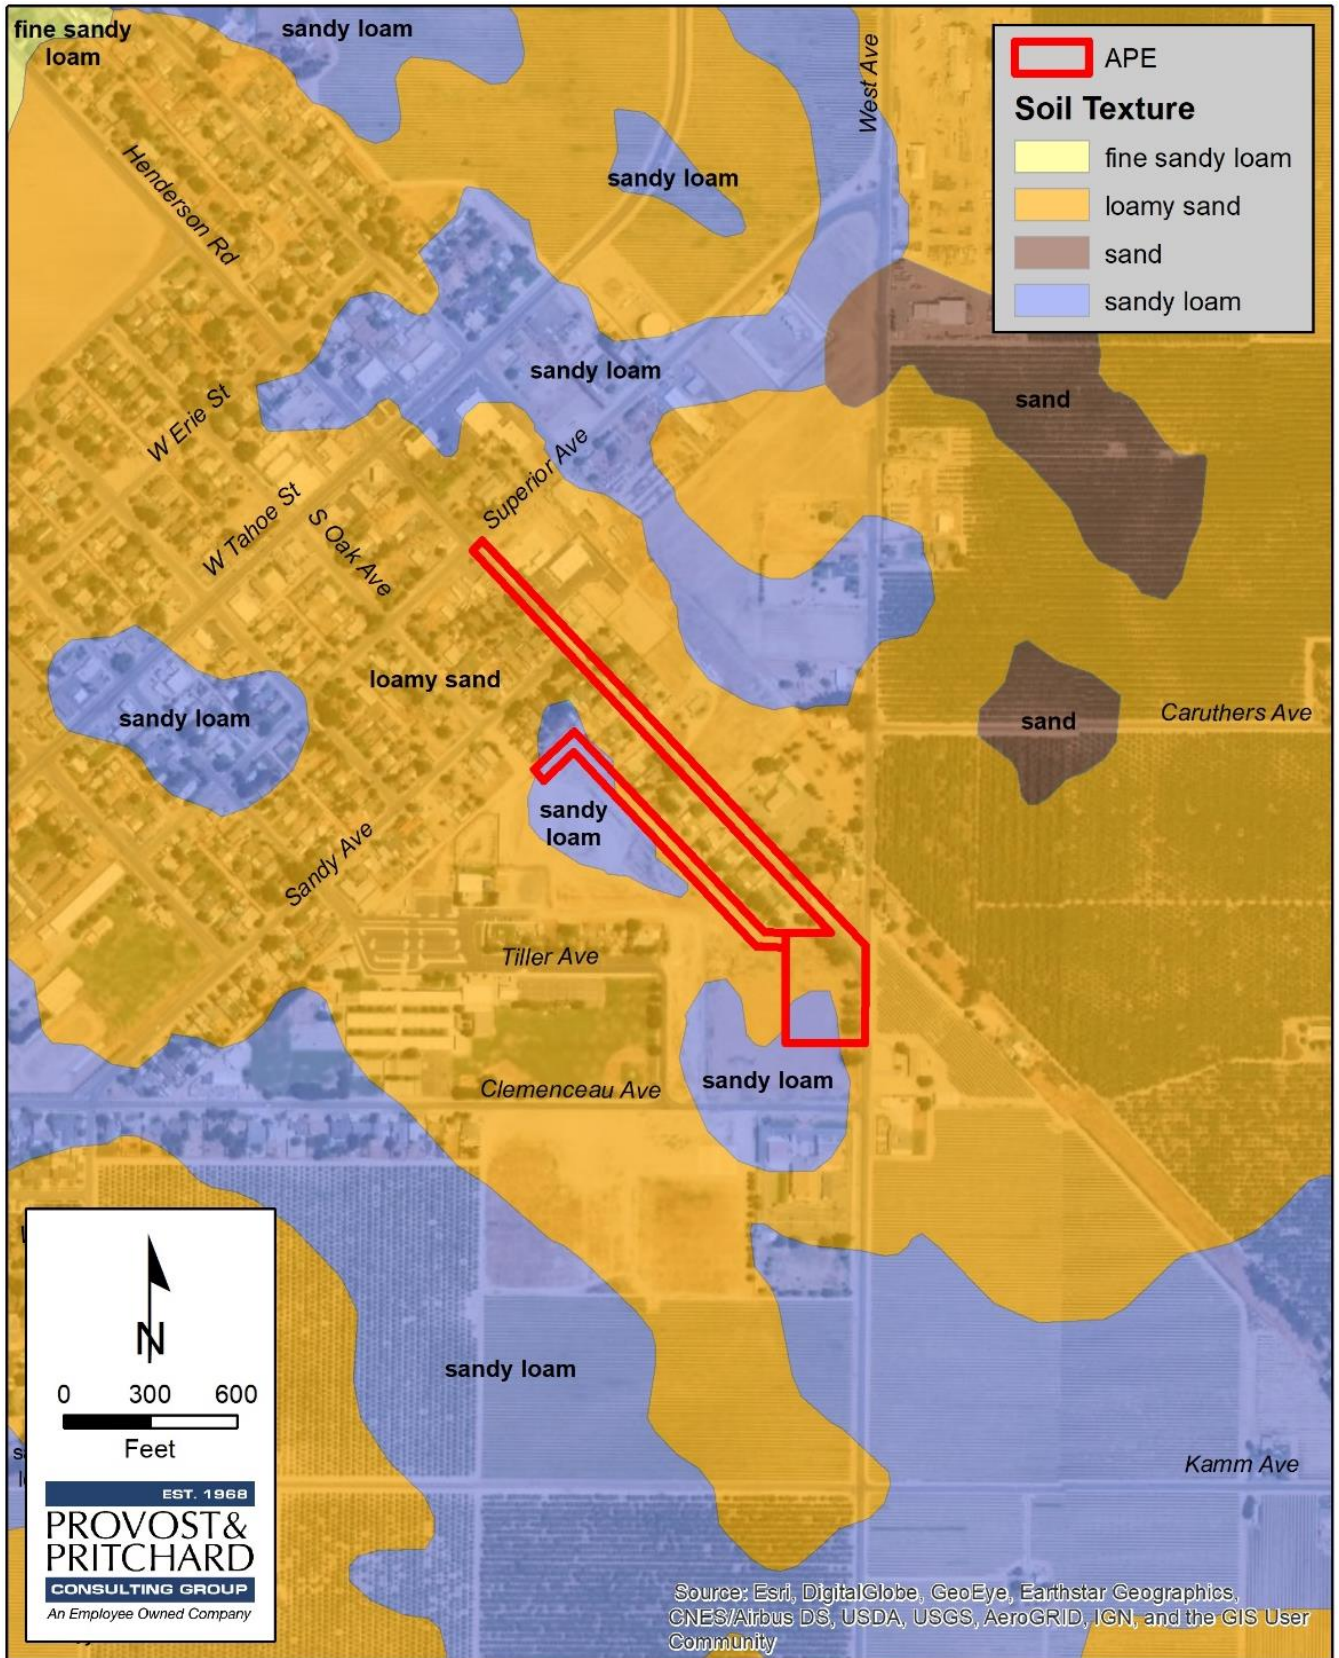 fine sandy
loam
sandy loam
West Ave
APE
Soil Texture
fine sandy loam
loamy sand
sand
sandy loam
Henderson Rd
sandy loam
sandy loam
sand
W Erie St
Superior Ave
W Tahoe St
S Oak Ave
loamy sand
sandy loam
sand
Caruthers Ave
sandy
loam
Sandy Ave
Tiller Ave
sandy loam
Clemenceau Ave
sandy loam
Kamm Ave
N
0 300 600
Feet
EST. 1968
PROVOST&
PRITCHARD
CONSULTING GROUP
An Employee Owned Company
Source: Esri, DigitalGlobe, GeoEye, Earthstar Geographics,
CNES/Airbus DS, USDA, USGS, AeroGRID, IGN, and the GIS User
Community